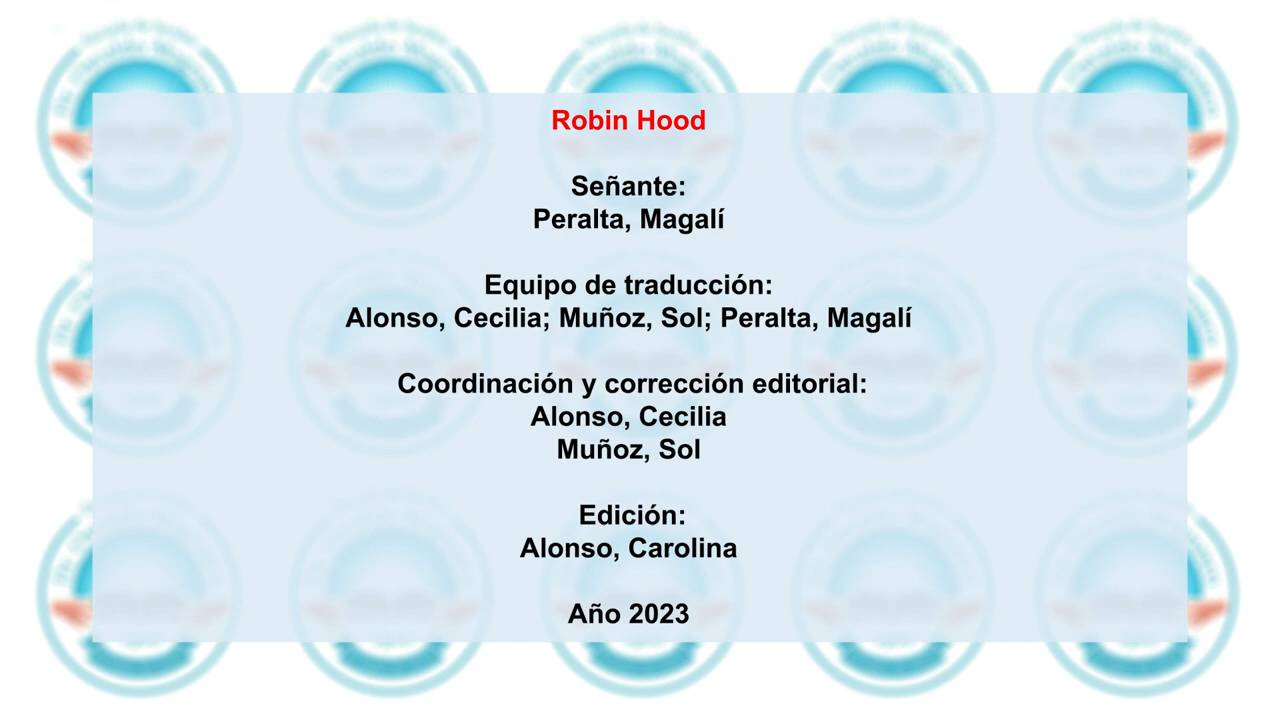 Robin Hood
Señante:
Peralta, Magalí
Equipo de traducción:
Alonso, Cecilia; Muñoz, Sol; Peralta, Magalí
Coordinación y corrección editorial:
Alonso, Cecilia
Muñoz, Sol
Edición:
Alonso, Carolina
Año 2023